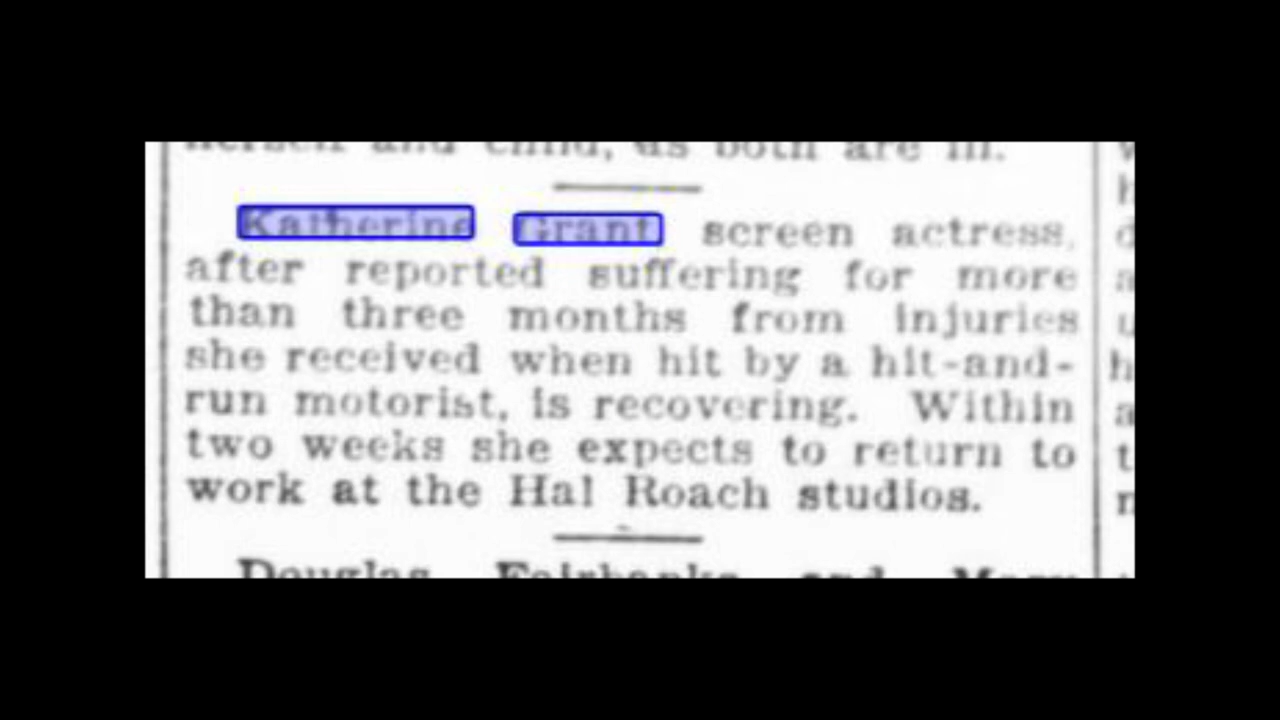 herself and child, as both are ill.
Katherine Grant screen actress,
after reported suffering for more
than three months from injuries
she received when hit by a hit-and-
run motorist, is recovering. Within
two weeks she expects to return to
work at the Hal Roach studios.
Douglas Fairbanks and Mary